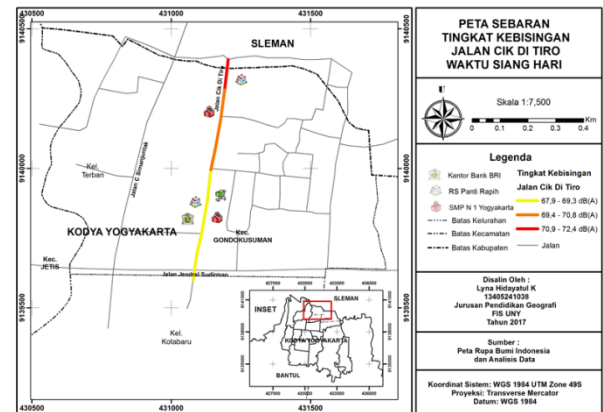 430500
431000
431500
9140500
9140500
SLEMAN
Jalan Cik Di Tiro
Jalan C Simanjuntak
9140000
9140000
Kel.
Terban
KODYA YOGYAKARTA
Kec.
GONDOKUSUMAN
Kec.
JETIS
Jalan Jendral Sudirman
9139500
9139500
Kel.
Kotabaru
INSET
SLEMAN
KODYA YOGYAKARTA
BANTUL
430500
431000
431500
PETA SEBARAN
TINGKAT KEBISINGAN
JALAN CIK DI TIRO
WAKTU SIANG HARI
U
Skala 1:7,500
Km
0 0.1 0.2 0.3 0.4
Legenda
Kantor Bank BRI
RS Panti Rapih
SMP N 1 Yogyakarta
Batas Kelurahan
Batas Kecamatan
Batas Kabupaten
Tingkat Kebisingan
Jalan Cik Di Tiro
67,9 - 69,3 dB(A)
69,4 - 70,8 dB(A)
70,9 - 72,4 dB(A)
Jalan
Disalin Oleh :
Lyna Hidayatul K
13405241038
Jurusan Pendidikan Geografi
FIS UNY
Tahun 2017
Sumber :
Peta Rupa Bumi Indonesia
dan Analisis Data
Koordinat Sistem: WGS 1984 UTM Zone 49S
Proyeksi: Transverse Mercator
Datum: WGS 1984